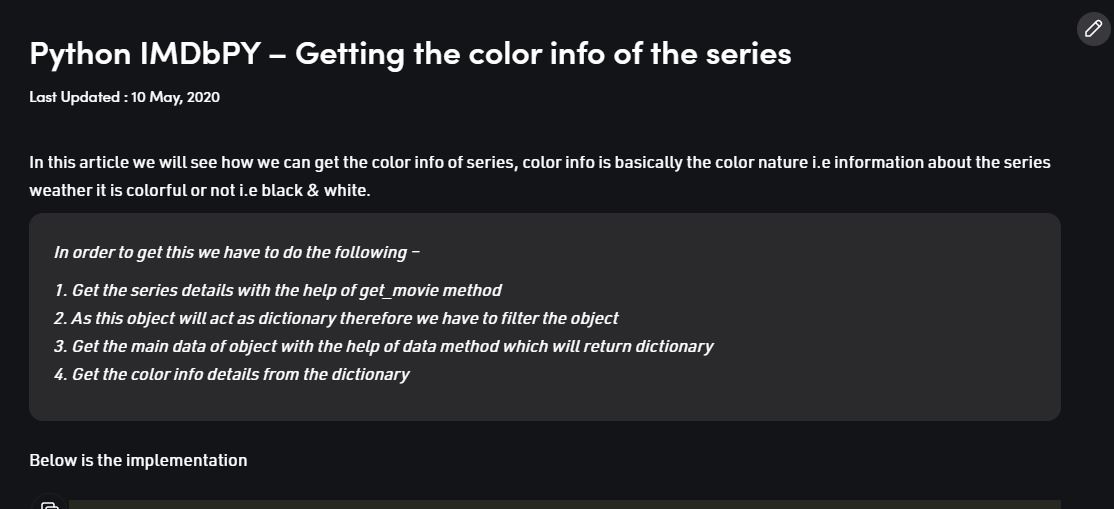 Python IMDbPY – Getting the color info of the series
Last Updated : 10 May, 2020
In this article we will see how we can get the color info of series, color info is basically the color nature i.e information about the series
weather it is colorful or not i.e black & white.
In order to get this we have to do the following –
1. Get the series details with the help of get_movie method
2. As this object will act as dictionary therefore we have to filter the object
3. Get the main data of object with the help of data method which will return dictionary
4. Get the color info details from the dictionary
Below is the implementation